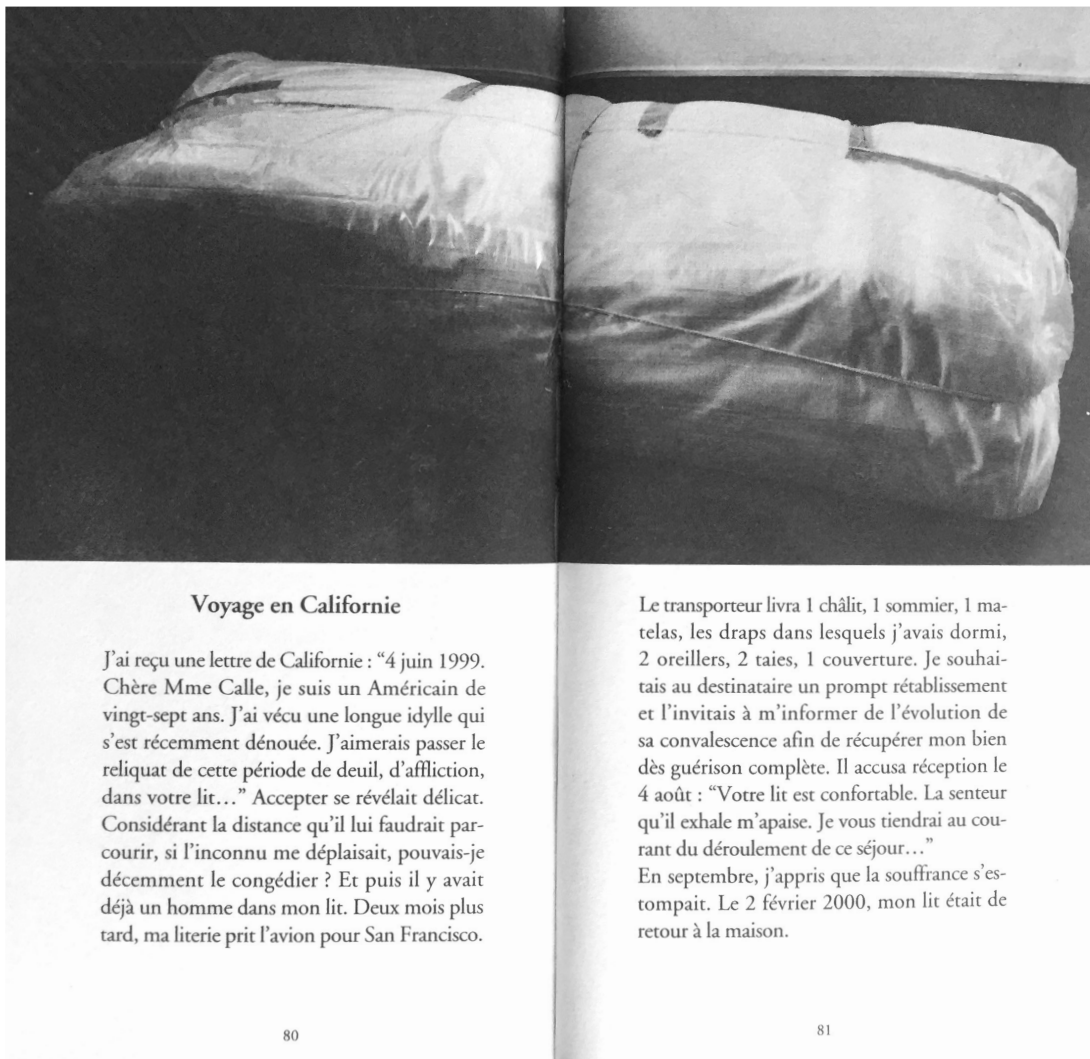 Voyage en Californie
J'ai reçu une lettre de Californie : “4 juin 1999.
Chère Mme Calle, je suis un Américain de
vingt-sept ans. J'ai vécu une longue idylle qui
s'est récemment dénouée. J'aimerais passer le
reliquat de cette période de deuil, d'affliction,
dans votre lit…” Accepter se révélait délicat.
Considérant la distance qu'il lui faudrait par-
courir, si l'inconnu me déplaisait, pouvais-je
décemment le congédier ? Et puis il y avait
déjà un homme dans mon lit. Deux mois plus
tard, ma literie prit l'avion pour San Francisco.
80
Le transporteur livra 1 châlit, 1 sommier, 1 ma-
telas, les draps dans lesquels j'avais dormi,
2 oreillers, 2 taies, 1 couverture. Je souhai-
tais au destinataire un prompt rétablissement
et l'invitais à m'informer de l'évolution de
sa convalescence afin de récupérer mon bien
dès guérison complète. Il accusa réception le
4 août : “Votre lit est confortable. La senteur
qu'il exhale m'apaise. Je vous tiendrai au cou-
rant du déroulement de ce séjour…”
En septembre, j'appris que la souffrance s'es-
tompait. Le 2 février 2000, mon lit était de
retour à la maison.
81